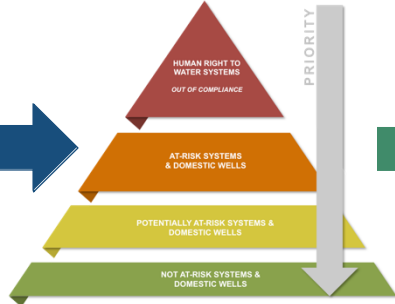 HUMAN RIGHT TO
WATER SYSTEMS
OUT OF COMPLIANCE
PRIORITY
AT-RISK SYSTEMS
& DOMESTIC WELLS
POTENTIALLY AT-RISK SYSTEMS &
DOMESTIC WELLS
NOT AT-RISK SYSTEMS &
DOMESTIC WELLS